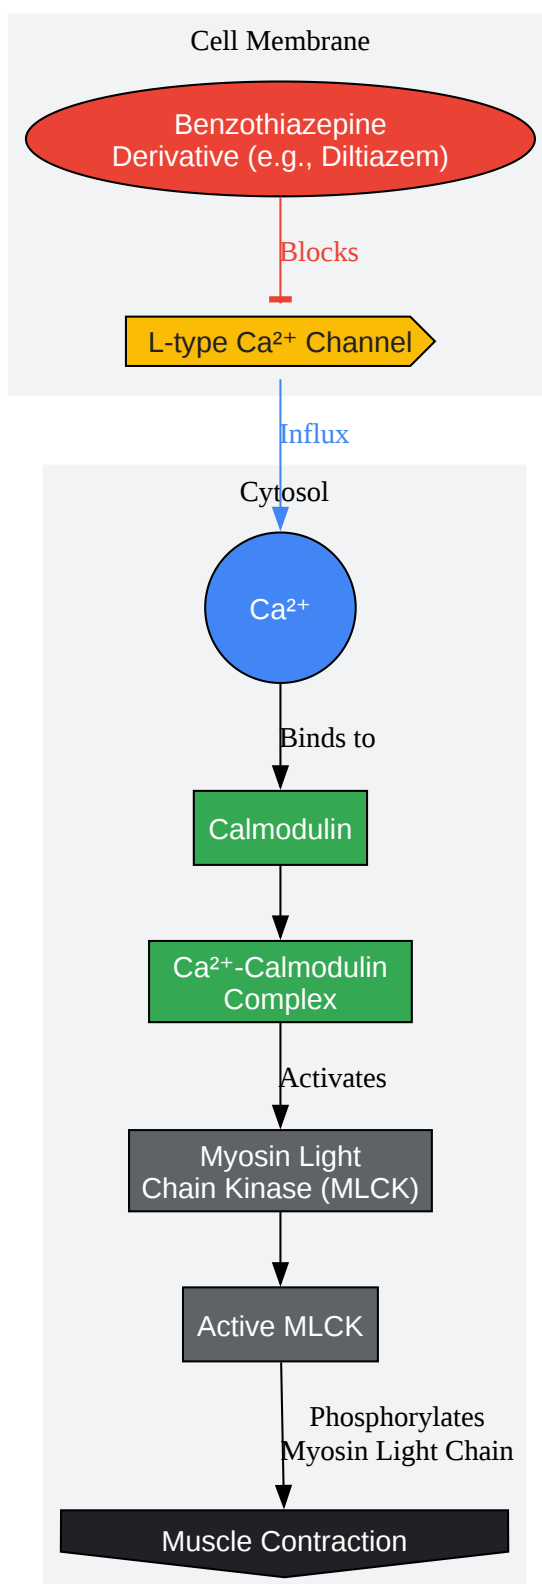 Cell Membrane
Benzothiazepine
Derivative (e.g., Diltiazem)
Blocks
L-type Ca²⁺ Channel
Influx
Cytosol
Ca²⁺
Binds to
Calmodulin
Ca²⁺-Calmodulin
Complex
Activates
Myosin Light
Chain Kinase (MLCK)
Active MLCK
Phosphorylates
Myosin Light Chain
Muscle Contraction